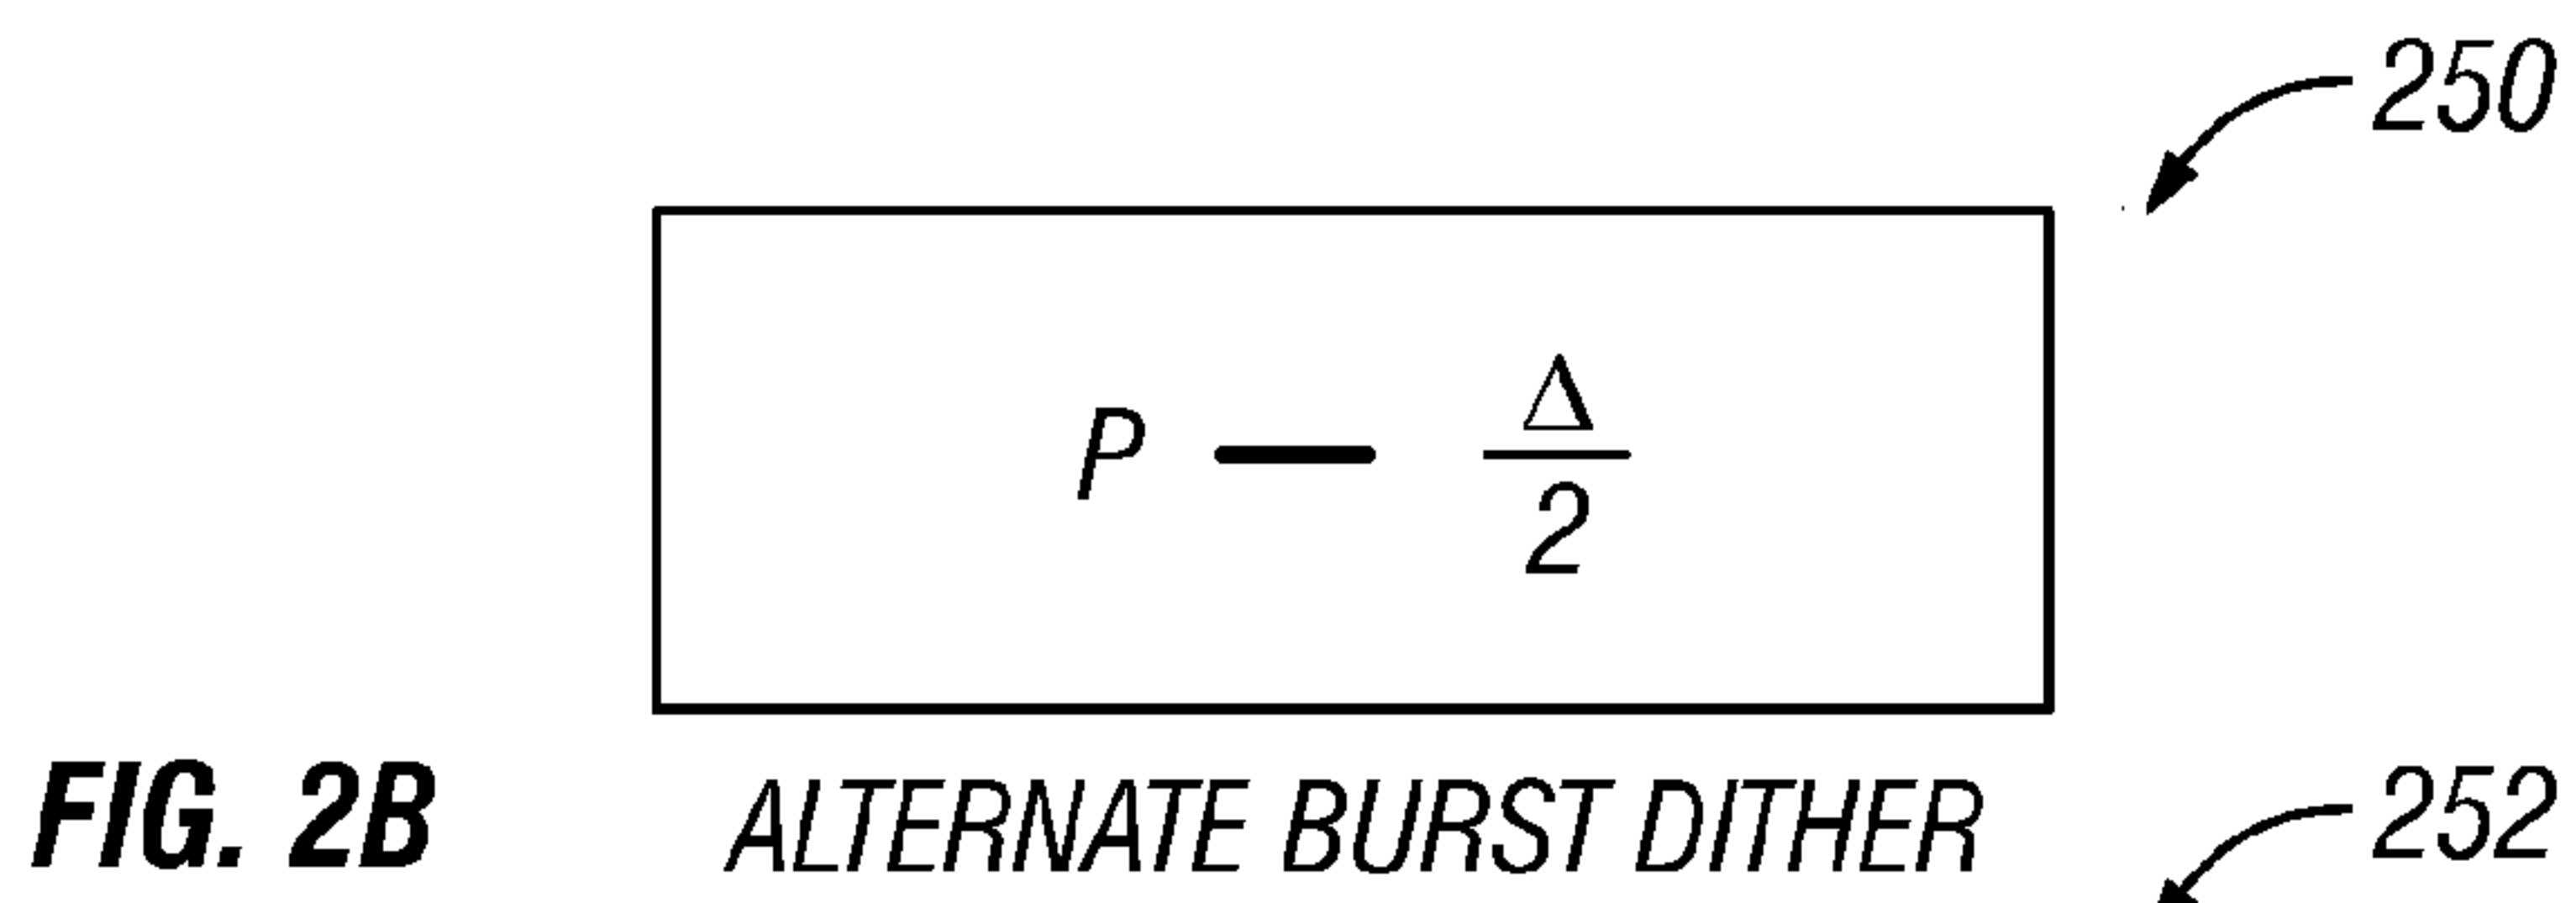 250
P — Δ/2
FIG. 2B ALTERNATE BURST DITHER
252